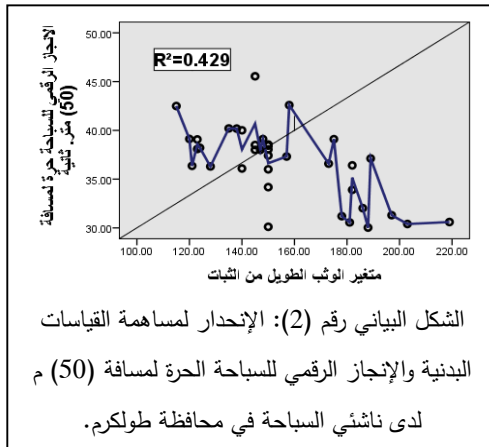 50.00
R²=0.429
45.00
40.00
35.00
30.00
الانجاز الرقمي للسباحة حرة لمسافة
(50) متر. ثانية
100.00 120.00 140.00 160.00 180.00 200.00 220.00
متغير الوثب الطويل من الثبات
الشكل البياني رقم (2): الإنحدار لمساهمة القياسات
البدنية والإنجاز الرقمي للسباحة الحرة لمسافة (50) م
لدى ناشئي السباحة في محافظة طولكرم.